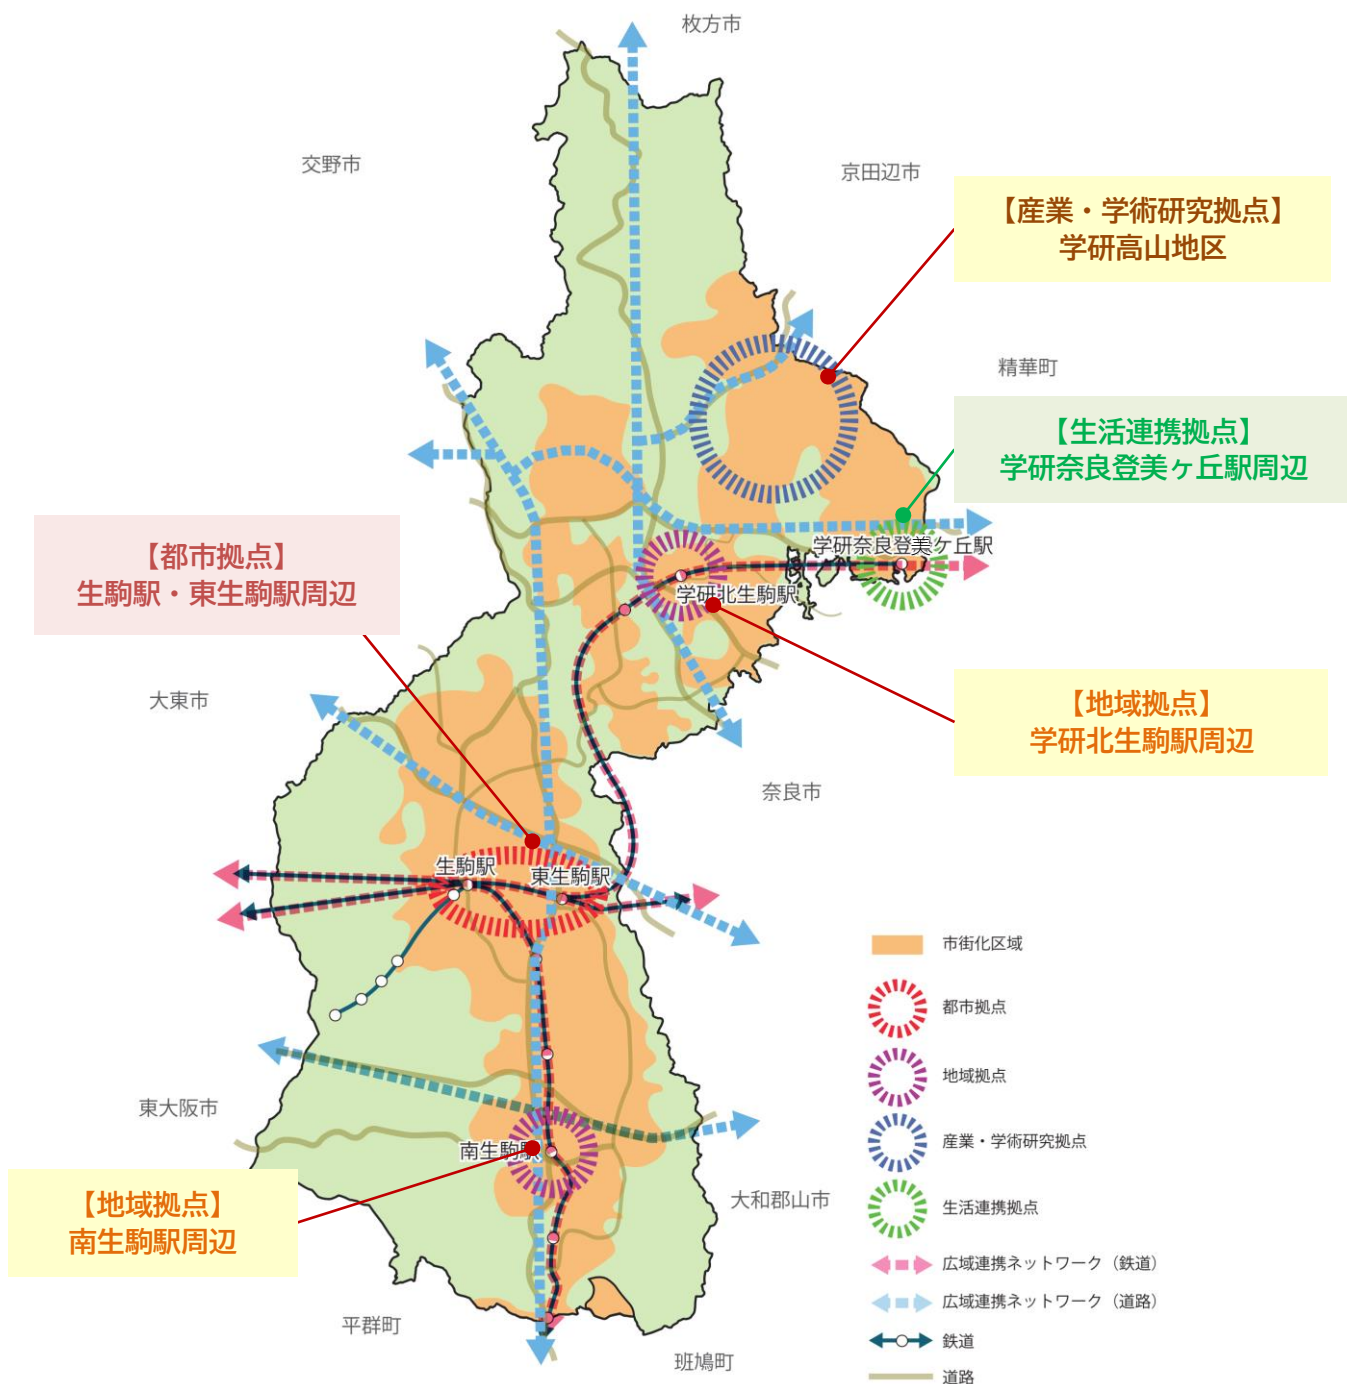 枚方市
交野市
京田辺市
【産業・学術研究拠点】
学研高山地区
精華町
【生活連携拠点】
学研奈良登美ヶ丘駅周辺
学研奈良登美ケ丘駅
【都市拠点】
生駒駅・東生駒駅周辺
学研北生駒駅
【地域拠点】
学研北生駒駅周辺
大東市
奈良市
生駒駅
東生駒駅
市街化区域
都市拠点
地域拠点
東大阪市
南生駒駅
産業・学術研究拠点
【地域拠点】
南生駒駅周辺
大和郡山市
生活連携拠点
広域連携ネットワーク（鉄道）
広域連携ネットワーク（道路）
平群町
鉄道
班鳩町
道路